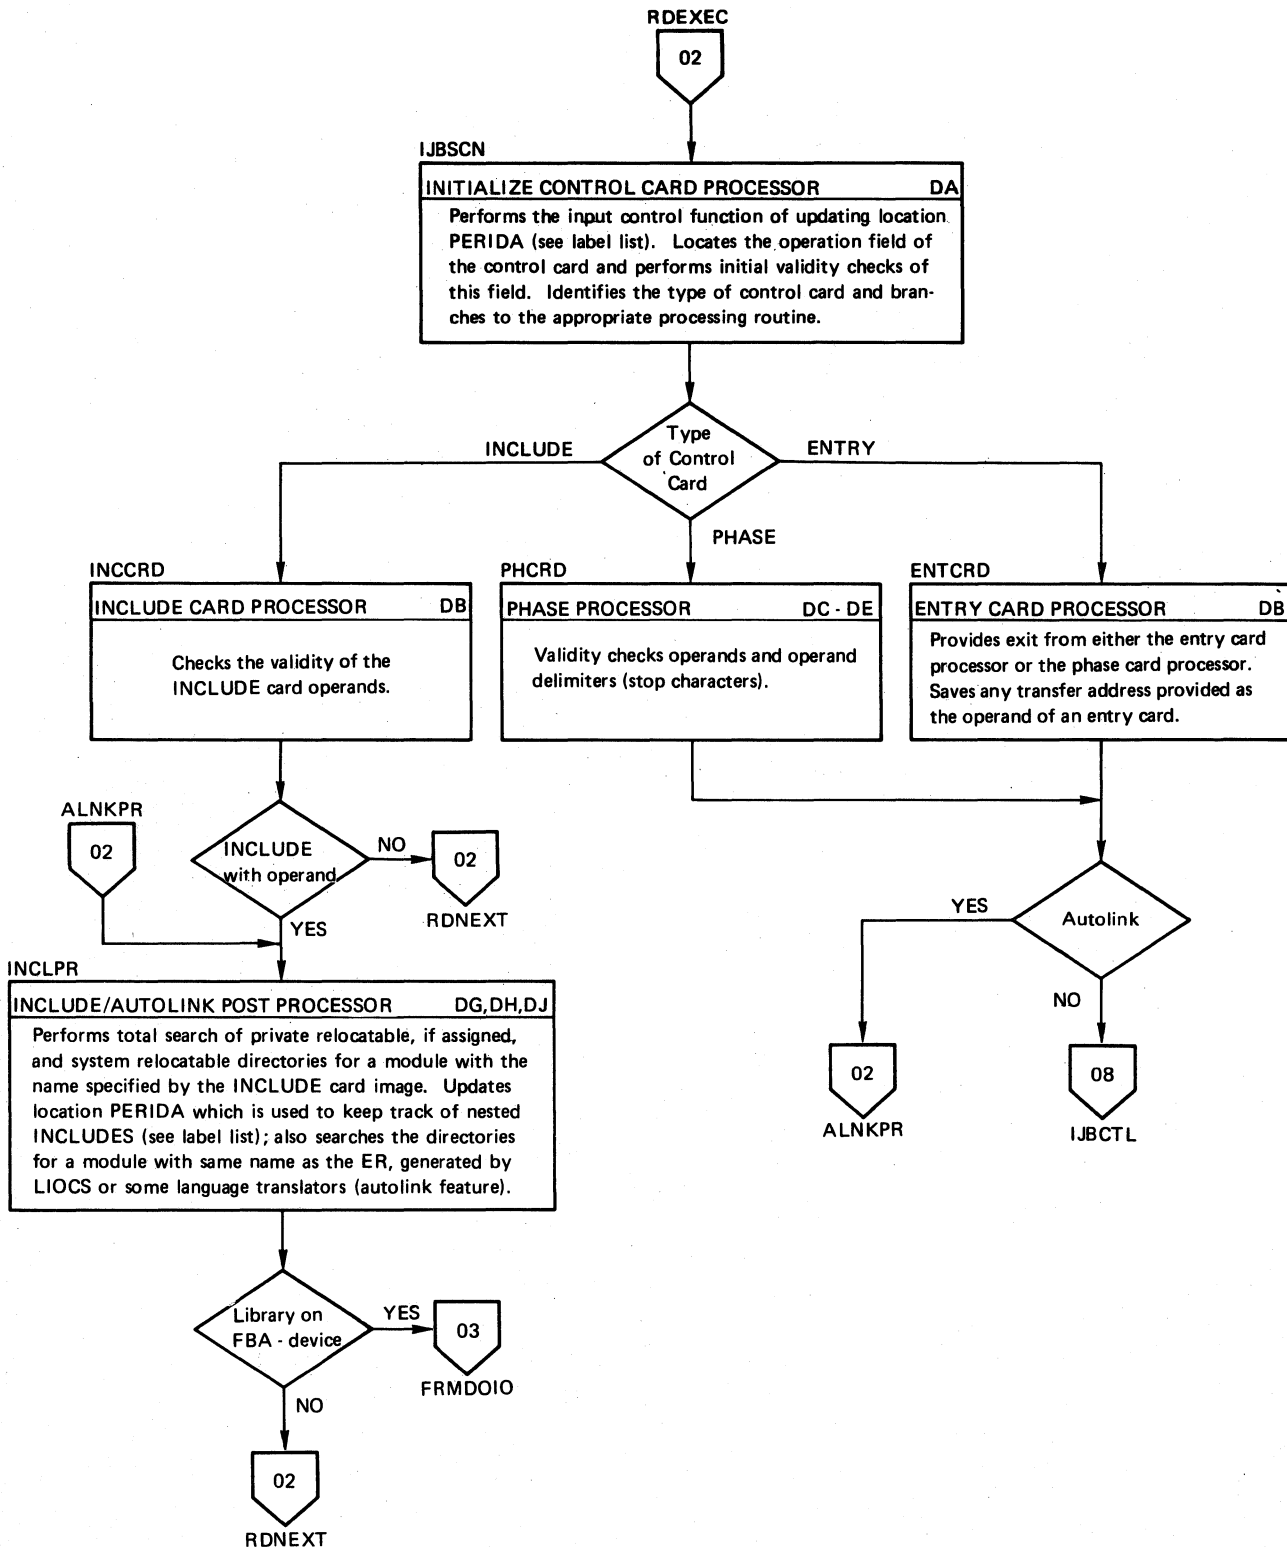 RDEXEC
02
IJBSCN
INITIALIZE CONTROL CARD PROCESSOR DA
Performs the input control function of updating location
PERIDA (see label list). Locates the operation field of
the control card and performs initial validity checks of
this field. Identifies the type of control card and bran-
ches to the appropriate processing routine.
Type
of Control
Card
INCLUDE
ENTRY
PHASE
INCCRD
INCLUDE CARD PROCESSOR DB
Checks the validity of the
INCLUDE card operands.
PHCRD
PHASE PROCESSOR DC - DE
Validity checks operands and operand
delimiters (stop characters).
ENTCRD
ENTRY CARD PROCESSOR DB
Provides exit from either the entry card
processor or the phase card processor.
Saves any transfer address provided as
the operand of an entry card.
ALNKPR
02
INCLUDE
with operand
NO
02
RDNEXT
YES
YES
Autolink
NO
02
ALNKPR
08
IJBCTL
INCLPR
INCLUDE/AUTOLINK POST PROCESSOR DG,DH,DJ
Performs total search of private relocatable, if assigned,
and system relocatable directories for a module with the
name specified by the INCLUDE card image. Updates
location PERIDA which is used to keep track of nested
INCLUDES (see label list); also searches the directories
for a module with same name as the ER, generated by
LIOCS or some language translators (autolink feature).
Library on
FBA - device
YES
03
FRMDOIO
NO
02
RDNEXT